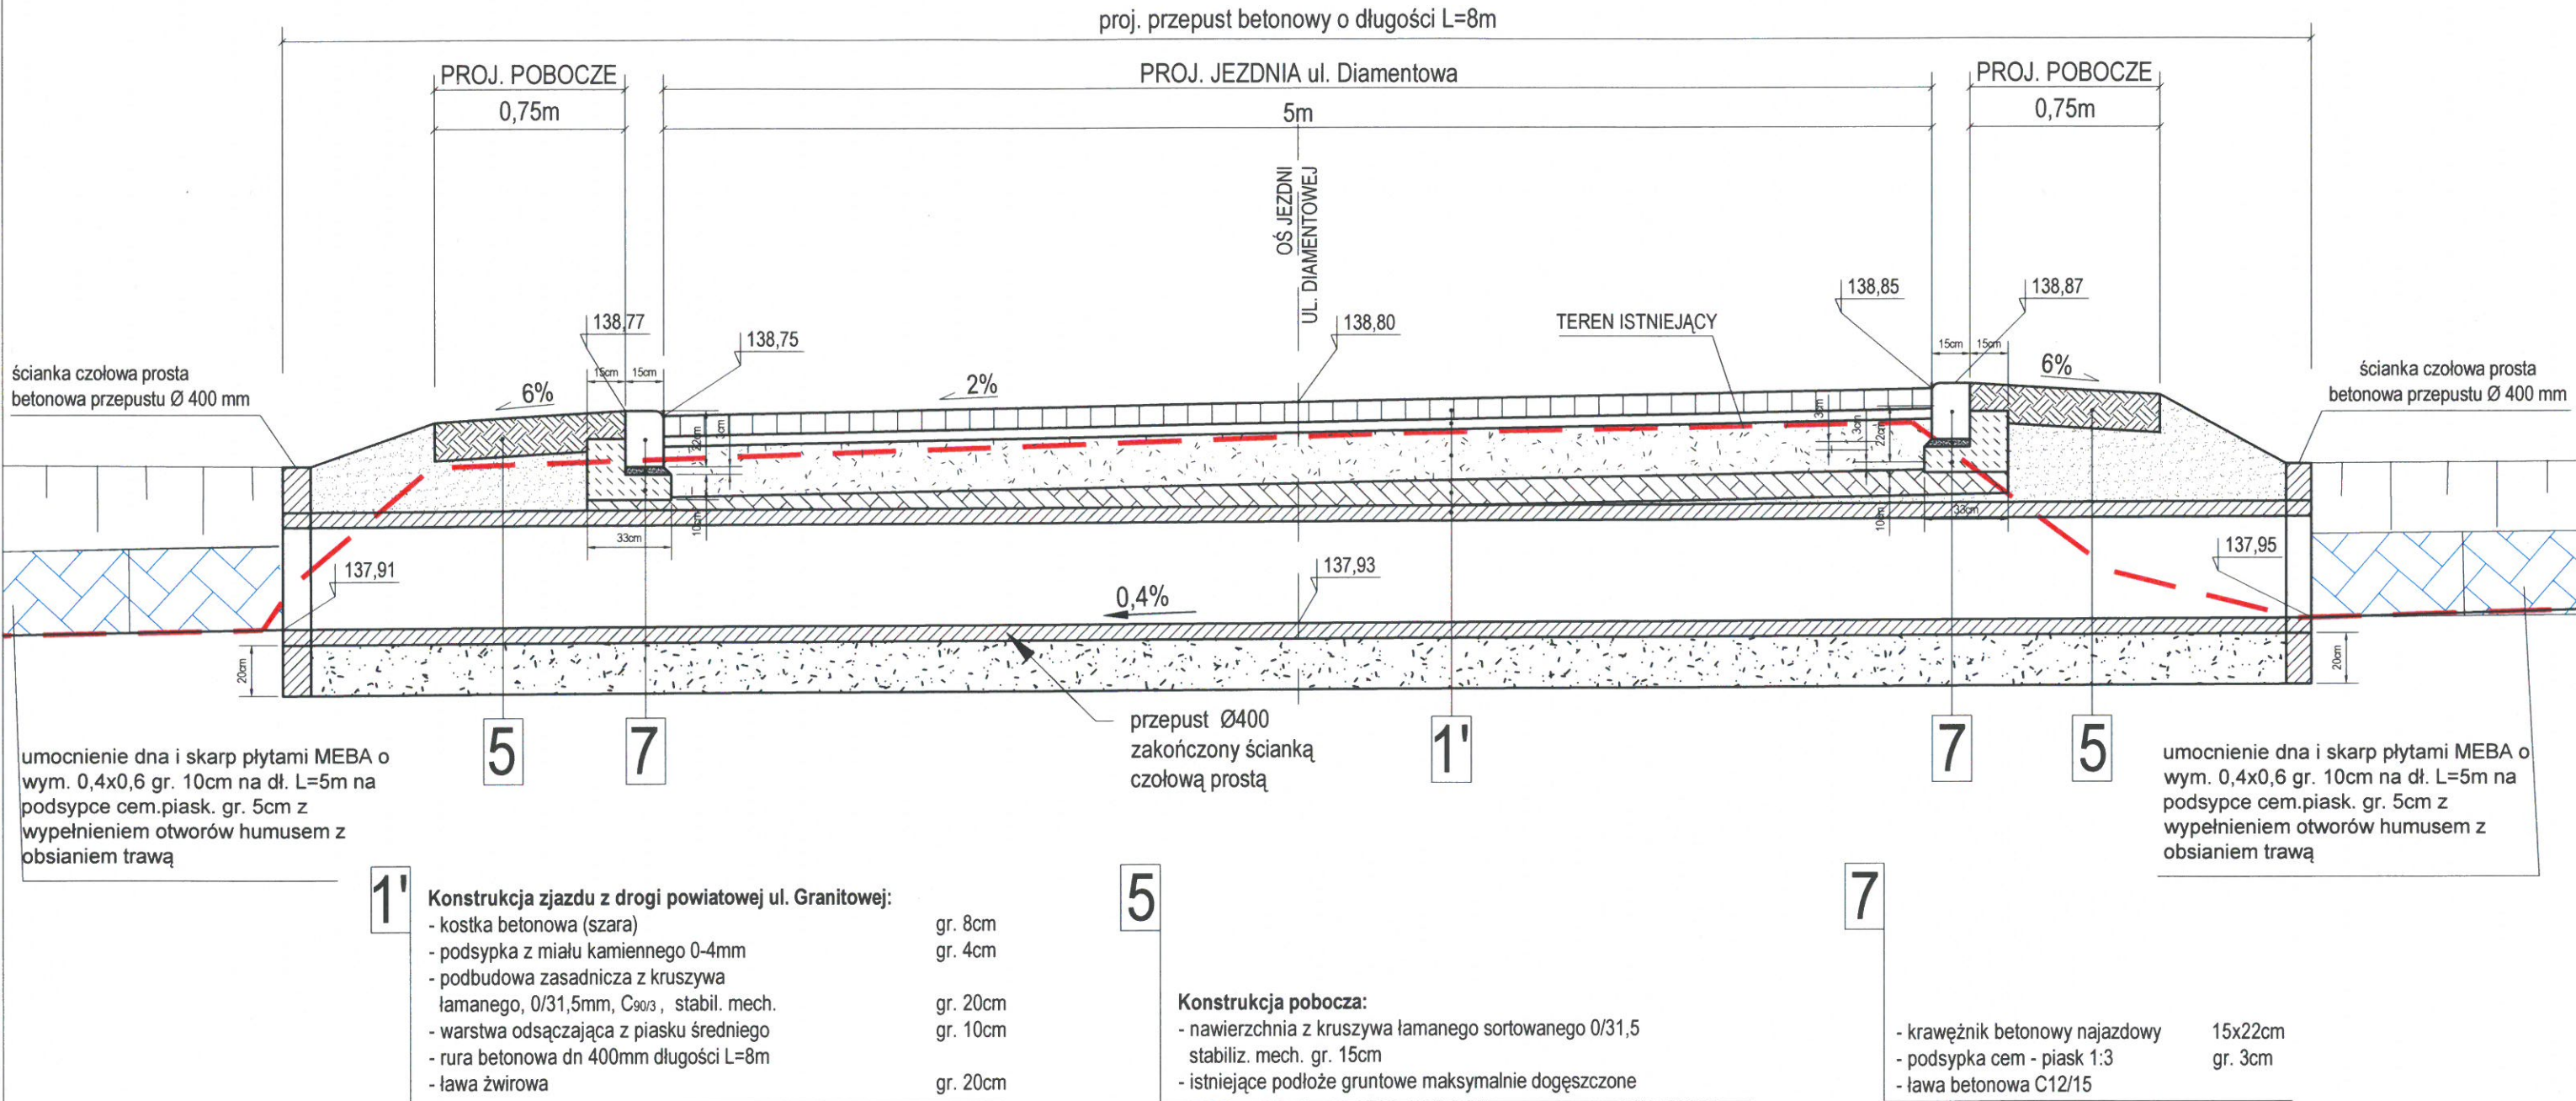 proj. przepust betonowy o długości L=8m
PROJ. POBOCZE
0,75m
PROJ. JEZDNIA ul. Diamentowa
5m
PROJ. POBOCZE
0,75m
OŚ JEZDNI
UL. DIAMENTOWEJ
138,77
138,75
138,80
TEREN ISTNIEJĄCY
138,85
138,87
ścianka czołowa prosta
betonowa przepustu Ø 400 mm
6%
15cm
15cm
2%
15cm
15cm
6%
ścianka czołowa prosta
betonowa przepustu Ø 400 mm
22cm
3cm
10cm
33cm
3cm
3cm
22cm
10cm
33cm
137,91
137,93
137,95
0,4%
20cm
20cm
przepust Ø400
zakończony ścianką
czołową prostą
5
7
1'
7
5
umocnienie dna i skarp płytami MEBA o
wym. 0,4x0,6 gr. 10cm na dł. L=5m na
podsypce cem.piask. gr. 5cm z
wypełnieniem otworów humusem z
obsianiem trawą
umocnienie dna i skarp płytami MEBA o
wym. 0,4x0,6 gr. 10cm na dł. L=5m na
podsypce cem.piask. gr. 5cm z
wypełnieniem otworów humusem z
obsianiem trawą
1'
Konstrukcja zjazdu z drogi powiatowej ul. Granitowej:
- kostka betonowa (szara) gr. 8cm
- podsypka z miału kamiennego 0-4mm gr. 4cm
- podbudowa zasadnicza z kruszywa
łamanego, 0/31,5mm, C90/3 , stabil. mech. gr. 20cm
- warstwa odsączająca z piasku średniego gr. 10cm
- rura betonowa dn 400mm długości L=8m
- ława żwirowa gr. 20cm
5
Konstrukcja pobocza:
- nawierzchnia z kruszywa łamanego sortowanego 0/31,5
stabiliz. mech. gr. 15cm
- istniejące podłoże gruntowe maksymalnie dogęszczone
7
- krawężnik betonowy najazdowy 15x22cm
- podsypka cem - piask 1:3 gr. 3cm
- ława betonowa C12/15